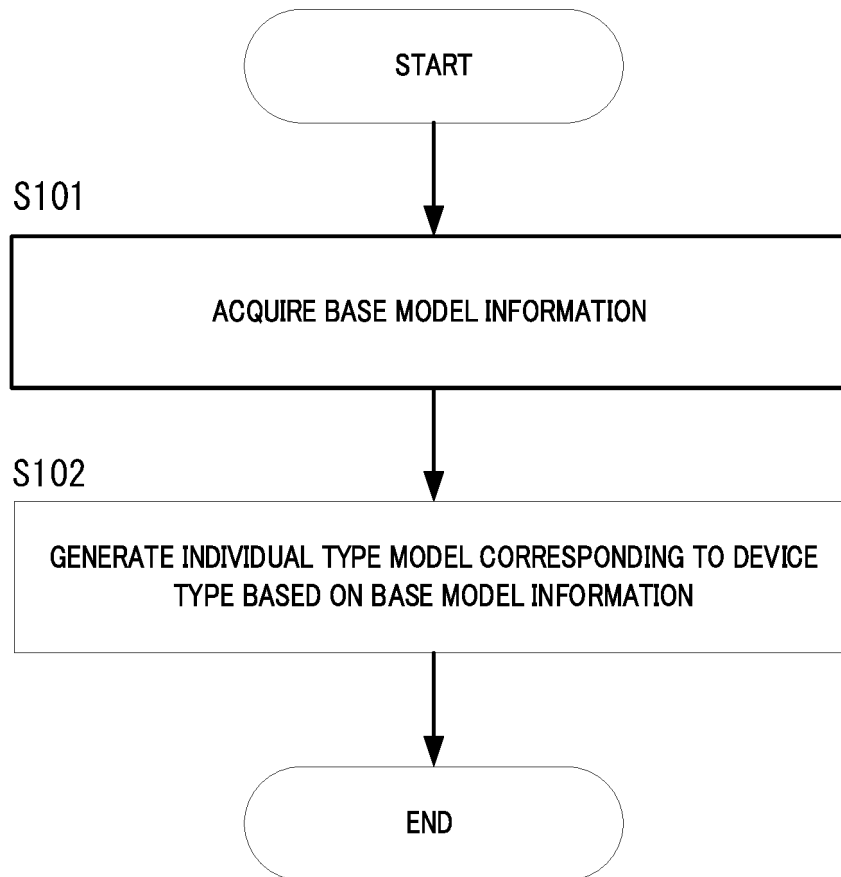 START
S101
ACQUIRE BASE MODEL INFORMATION
S102
GENERATE INDIVIDUAL TYPE MODEL CORRESPONDING TO DEVICE
TYPE BASED ON BASE MODEL INFORMATION
END